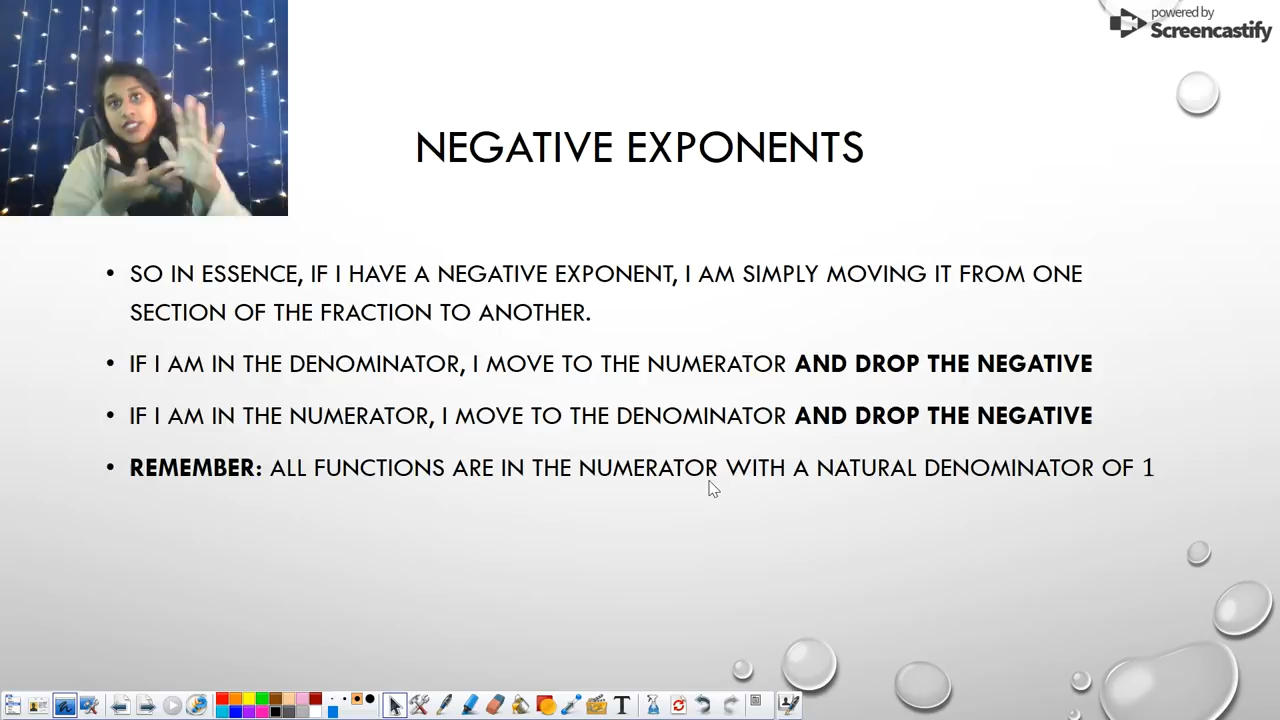 powered by
Screencastify
NEGATIVE EXPONENTS
• SO IN ESSENCE, IF I HAVE A NEGATIVE EXPONENT, I AM SIMPLY MOVING IT FROM ONE
SECTION OF THE FRACTION TO ANOTHER.
• IF I AM IN THE DENOMINATOR, I MOVE TO THE NUMERATOR AND DROP THE NEGATIVE
• IF I AM IN THE NUMERATOR, I MOVE TO THE DENOMINATOR AND DROP THE NEGATIVE
• REMEMBER: ALL FUNCTIONS ARE IN THE NUMERATOR WITH A NATURAL DENOMINATOR OF 1